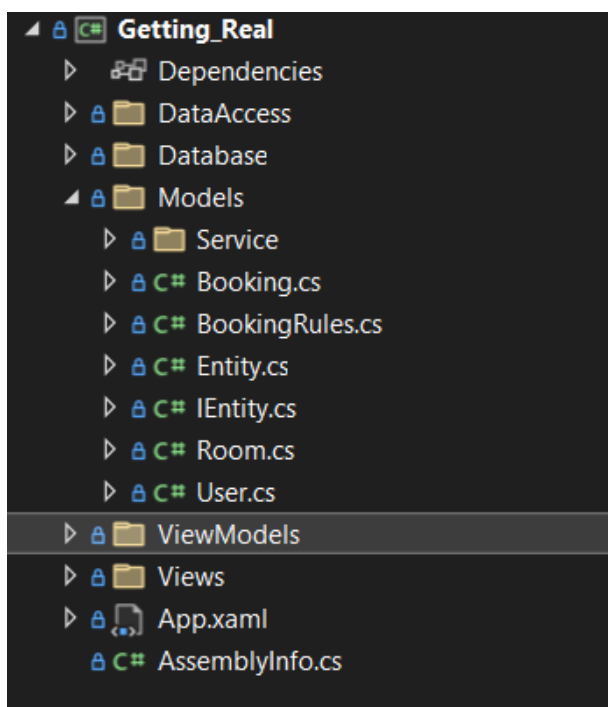 C# Getting_Real
Dependencies
DataAccess
Database
Models
Service
C# Booking.cs
C# BookingRules.cs
C# Entity.cs
C# IEntity.cs
C# Room.cs
C# User.cs
ViewModels
Views
App.xaml
C# AssemblyInfo.cs